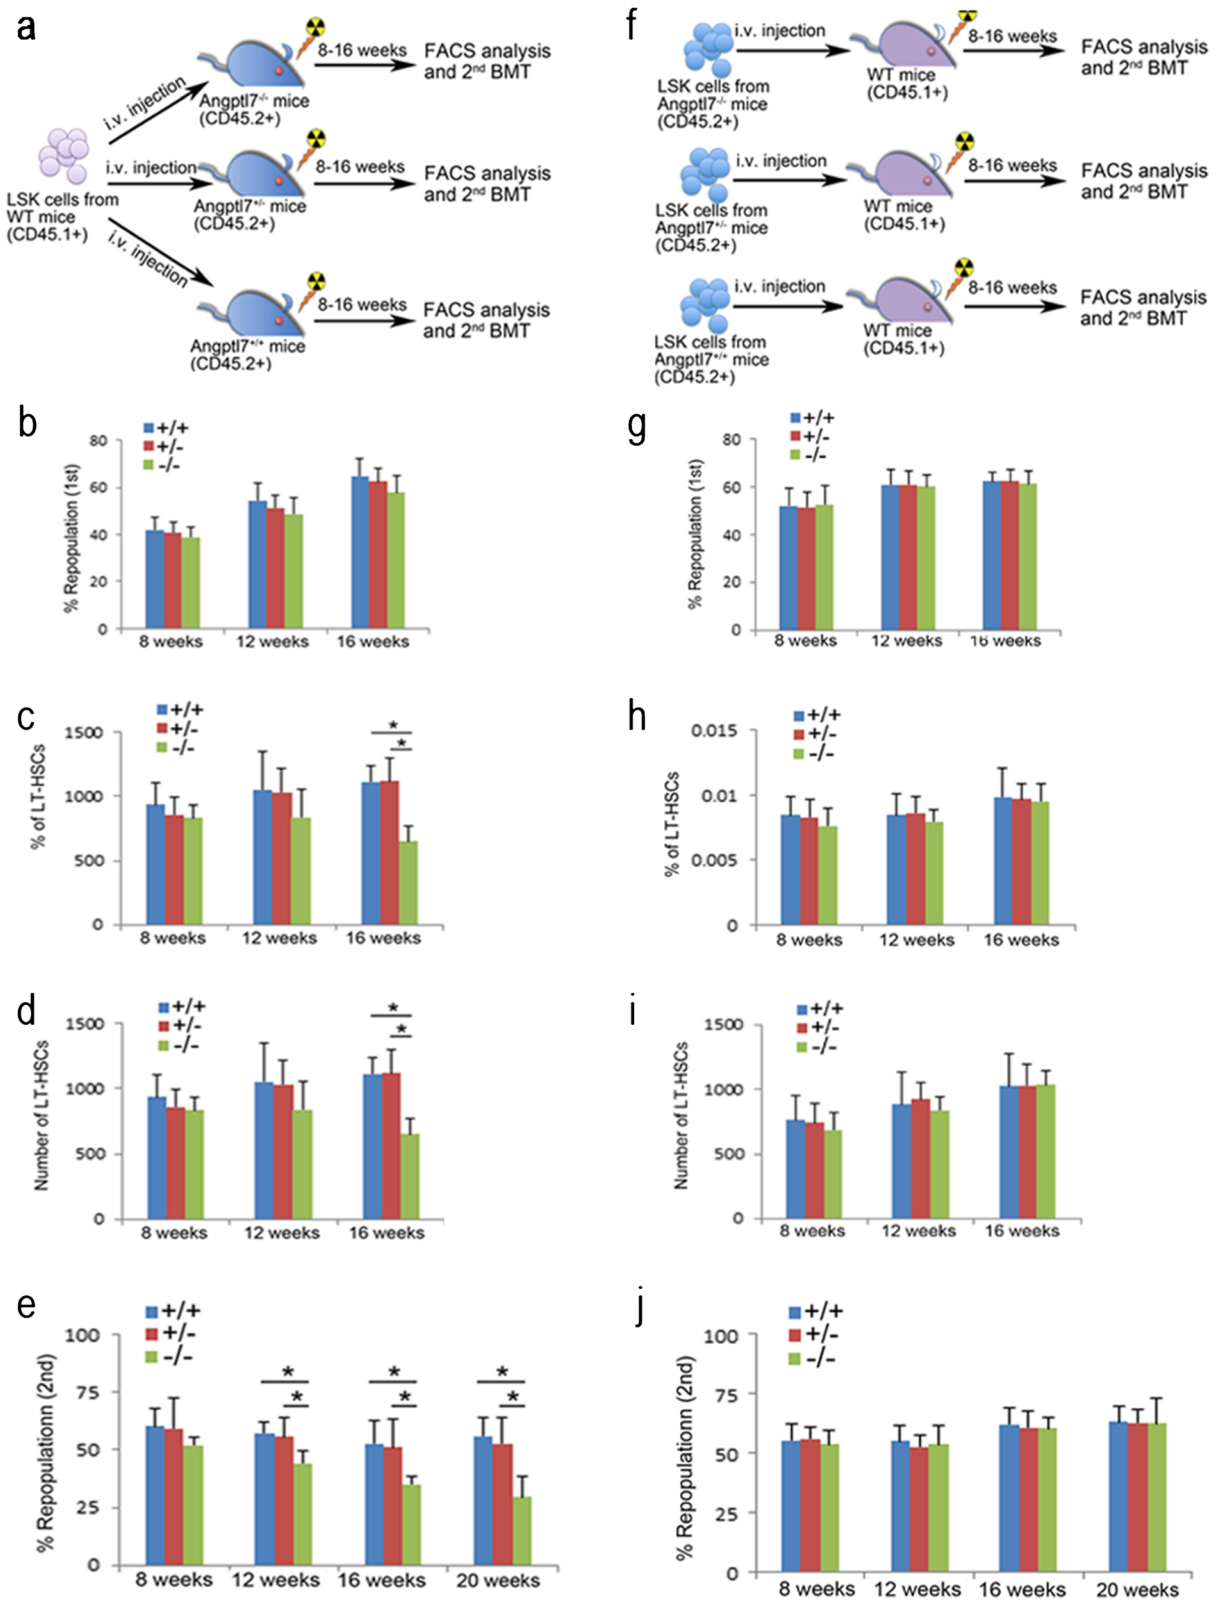 a
LSK cells from
WT mice
(CD45.1+)
i.v. injection
i.v. injection
i.v. injection
Angptl7-/- mice
(CD45.2+)
8-16 weeks
FACS analysis
and 2nd BMT
Angptl7+/- mice
(CD45.2+)
8-16 weeks
FACS analysis
and 2nd BMT
Angptl7+/+ mice
(CD45.2+)
8-16 weeks
FACS analysis
and 2nd BMT
f
LSK cells from
Angptl7-/- mice
(CD45.2+)
i.v. injection
WT mice
(CD45.1+)
8-16 weeks
FACS analysis
and 2nd BMT
LSK cells from
Angptl7+/- mice
(CD45.2+)
i.v. injection
WT mice
(CD45.1+)
8-16 weeks
FACS analysis
and 2nd BMT
LSK cells from
Angptl7+/+ mice
(CD45.2+)
i.v. injection
WT mice
(CD45.1+)
8-16 weeks
FACS analysis
and 2nd BMT
b
+/+
+/-
-/-
% Repopulation (1st)
80
60
40
20
0
8 weeks 12 weeks 16 weeks
g
+/+
+/-
-/-
% Repopulation (1st)
80
60
40
20
0
8 weeks 12 weeks 16 weeks
c
+/+
+/-
-/-
% of LT-HSCs
1500
1000
500
0
*
*
8 weeks 12 weeks 16 weeks
h
+/+
+/-
-/-
% of LT-HSCs
0.015
0.01
0.005
0
8 weeks 12 weeks 16 weeks
d
+/+
+/-
-/-
Number of LT-HSCs
1500
1000
500
0
*
*
8 weeks 12 weeks 16 weeks
i
+/+
+/-
-/-
Number of LT-HSCs
1500
1000
500
0
8 weeks 12 weeks 16 weeks
e
+/+
+/-
-/-
% Repopulationn (2nd)
100
75
50
25
0
* * *
* * *
8 weeks 12 weeks 16 weeks 20 weeks
j
+/+
+/-
-/-
% Repopulationn (2nd)
100
75
50
25
0
8 weeks 12 weeks 16 weeks 20 weeks